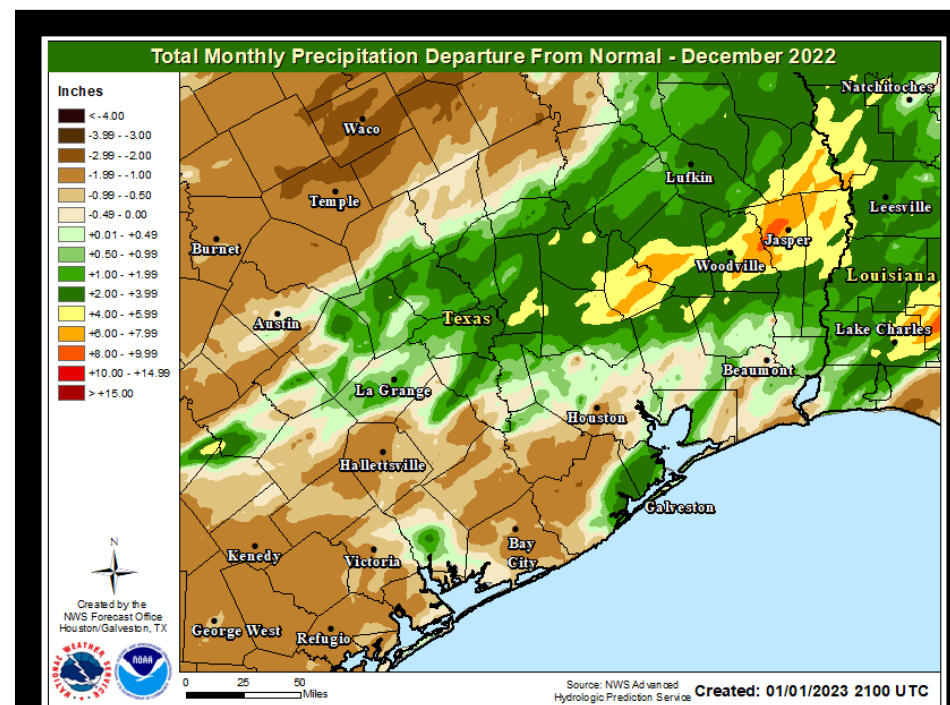 Total Monthly Precipitation Departure From Normal - December 2022
Inches
< -4.00
-3.99 - -3.00
-2.99 - -2.00
-1.99 - -1.00
-0.99 - -0.50
-0.49 - 0.00
+0.01 - +0.49
+0.50 - +0.99
+1.00 - +1.99
+2.00 - +3.99
+4.00 - +5.99
+6.00 - +7.99
+8.00 - +9.99
+10.00 - +14.99
> +15.00
Natchitoches
Waco
Lufkin
Temple
Leesville
Burnet
Jasper
Woodville
Louisiana
Austin
Texas
Lake Charles
Beaumont
La Grange
Houston
Hallettsville
Galveston
Bay
City
Kenedy
Victoria
George West
Refugio
N
Created by the
NWS Forecast Office
Houston/Galveston, TX
NATIONAL WEATHER SERVICE
NOAA
0 25 50
Miles
Source: NWS Advanced
Hydrologic Prediction Service
Created: 01/01/2023 2100 UTC